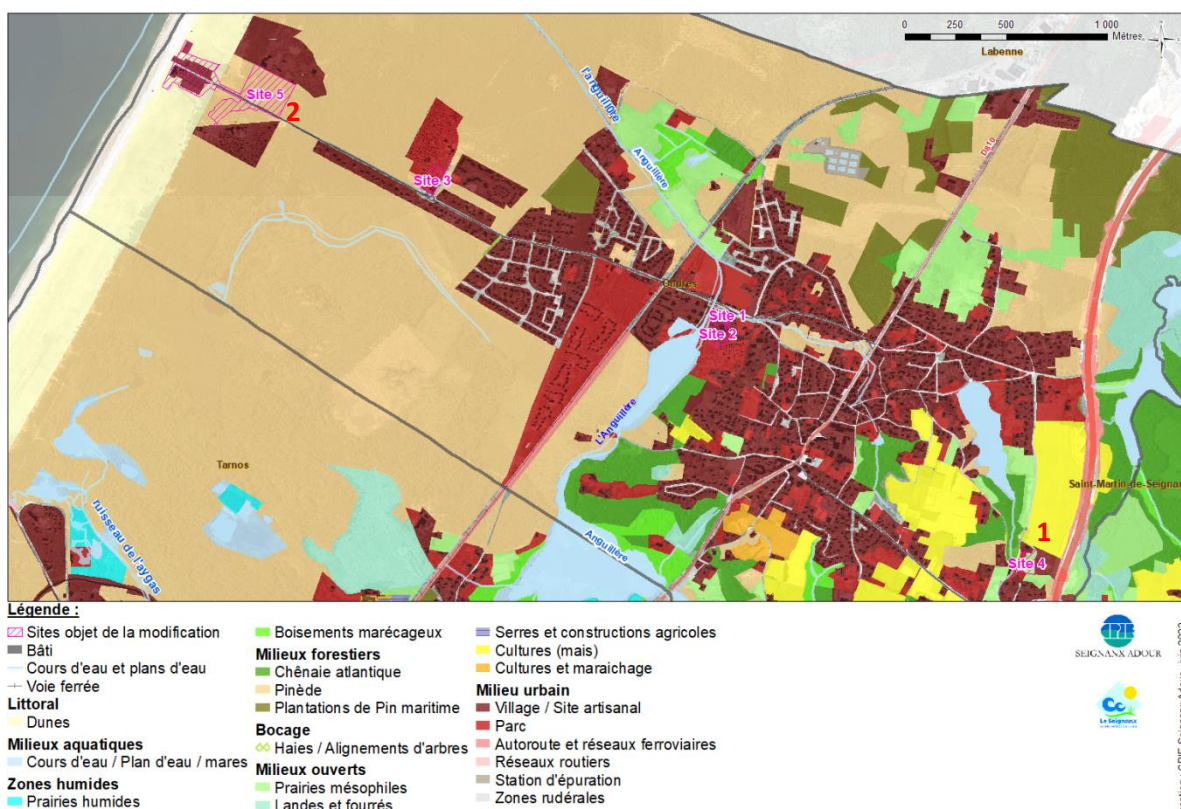 0 250 500 1 000
Mètres
Labenne
l'anguillère
Site 5
2
D810
Anguillère
Site 3
Ondres
Site 1
Site 2
L'Anguillère
Tarnos
Saint-Martin-de-Seignan
1
ruisseau de l'aygas
Anguillère
Site 4
Légende :
Sites objet de la modification
Bâti
Cours d'eau et plans d'eau
Voie ferrée
Littoral
Dunes
Milieux aquatiques
Cours d'eau / Plan d'eau / mares
Zones humides
Prairies humides
Boisements marécageux
Milieux forestiers
Chênaie atlantique
Pinède
Plantations de Pin maritime
Bocage
Haies / Alignements d'arbres
Milieux ouverts
Prairies mésophiles
Landes et fourrés
Serres et constructions agricoles
Cultures (mais)
Cultures et maraichage
Milieu urbain
Village / Site artisanal
Parc
Autoroute et réseaux ferroviaires
Réseaux routiers
Station d'épuration
Zones rudérales
CPIE
SEIGNANX ADOUR
Cc
Le Seignanx